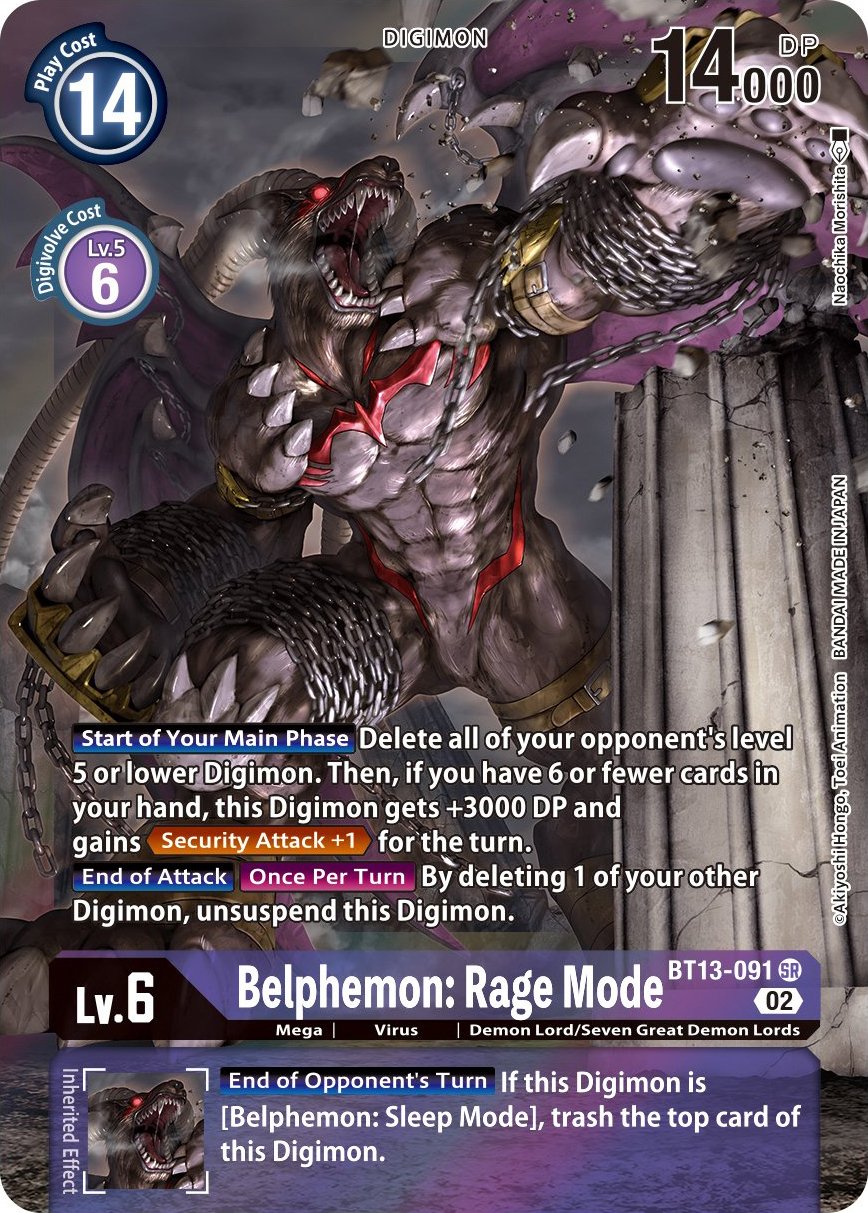 DIGIMON
Play Cost
14
14000
DP
Digivolve Cost
Lv.5
6
Naochika Morishita
BANDAI MADE IN JAPAN
©Akiyoshi Hongo, Toei Animation
Start of Your Main Phase Delete all of your opponent's level
5 or lower Digimon. Then, if you have 6 or fewer cards in
your hand, this Digimon gets +3000 DP and
gains Security Attack +1 for the turn.
End of Attack Once Per Turn By deleting 1 of your other
Digimon, unsuspend this Digimon.
Lv.6
Belphemon: Rage Mode
BT13-091 SR
02
Mega | Virus | Demon Lord/Seven Great Demon Lords
Inherited Effect
End of Opponent's Turn If this Digimon is
[Belphemon: Sleep Mode], trash the top card of
this Digimon.